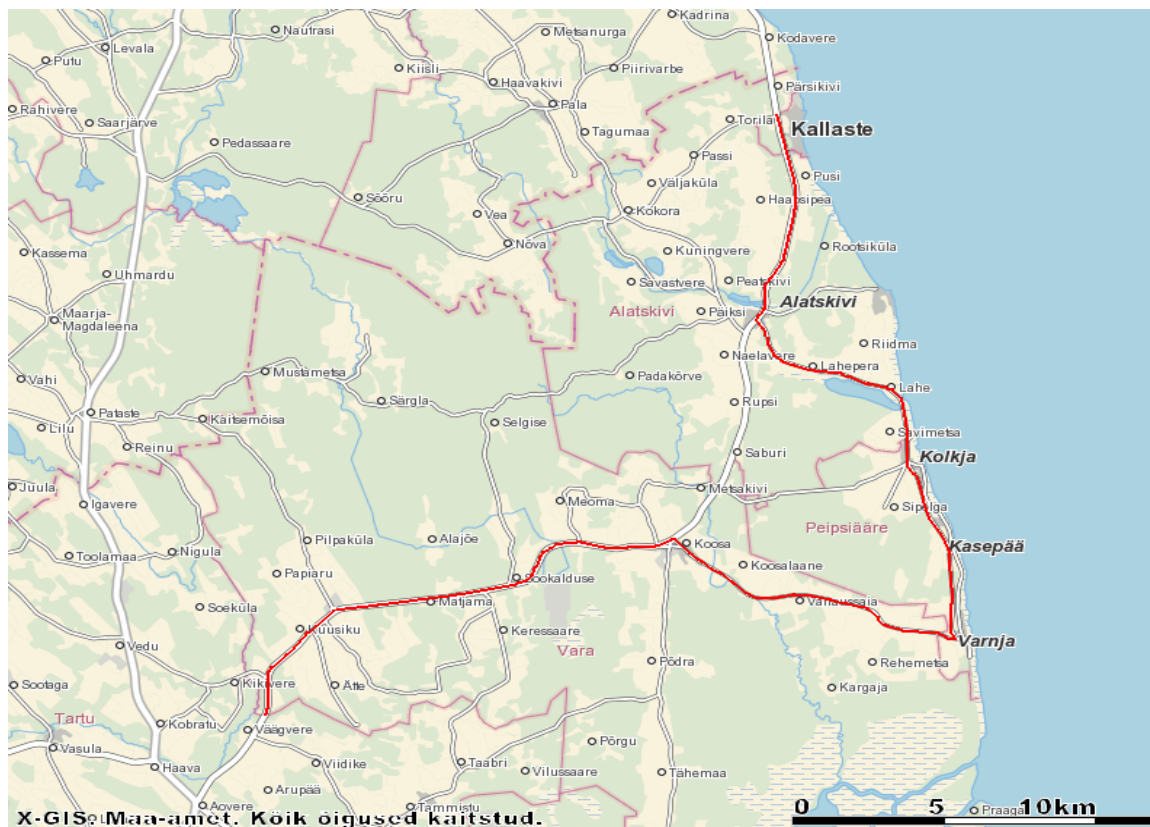 Kadrina
Nautrasi
Metsanurga
Kodavere
Levala
Putu
Kiisli
Piirivarbe
Haavakivi
Pärsikivi
Rahivere
Pala
Saarjärve
Torila
Kallaste
Tagumaa
Pedassaare
Passi
Pusi
Väljaküla
Sööru
Haapsipea
Kokora
Vea
Nõva
Rootsiküla
Kassema
Kuningvere
Uhmardu
Savastvere
Peatskivi
Alatskivi
Maarja-
Magdaleena
Alatskivi
Päiksi
Riidma
Naelavere
Lahepera
Mustametsa
Padakõrve
Vahi
Lahe
Särgla
Rupsi
Pataste
Käitsemõisa
Selgise
Lilu
Savimetsa
Reinu
Saburi
Kolkja
Juula
Metsakivi
Igavere
Meoma
Sipelga
Peipsiääre
Pilpaküla
Alajõe
Koosa
Kasepää
Toolamaa
Nigula
Koosalaane
Papiaru
Sookalduse
Matjama
Vanaussaia
Soeküla
Kuusiku
Keressaare
Varnja
Vedu
Vara
Põdra
Rehemetsa
Sootaga
Kikivere
Ätte
Kargaja
Tartu
Kobratu
Väägvere
Põrgu
Vasula
Haava
Viidike
Taabri
Vilussaare
Tähemaa
Arupää
Aovere
Tammistu
0 5 10km
Praaga
X-GIS. Maa-amet. Kõik õigused kaitstud.